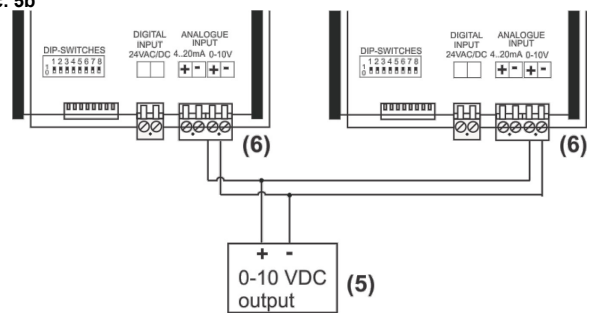 5b
DIP-SWITCHES
1 2 3 4 5 6 7 8
1
0
DIGITAL
INPUT
24VAC/DC
ANALOGUE
INPUT
4..20mA 0-10V
+ - + -
(6)
DIP-SWITCHES
1 2 3 4 5 6 7 8
1
0
DIGITAL
INPUT
24VAC/DC
ANALOGUE
INPUT
4..20mA 0-10V
+ - + -
(6)
+ -
0-10 VDC
output
(5)